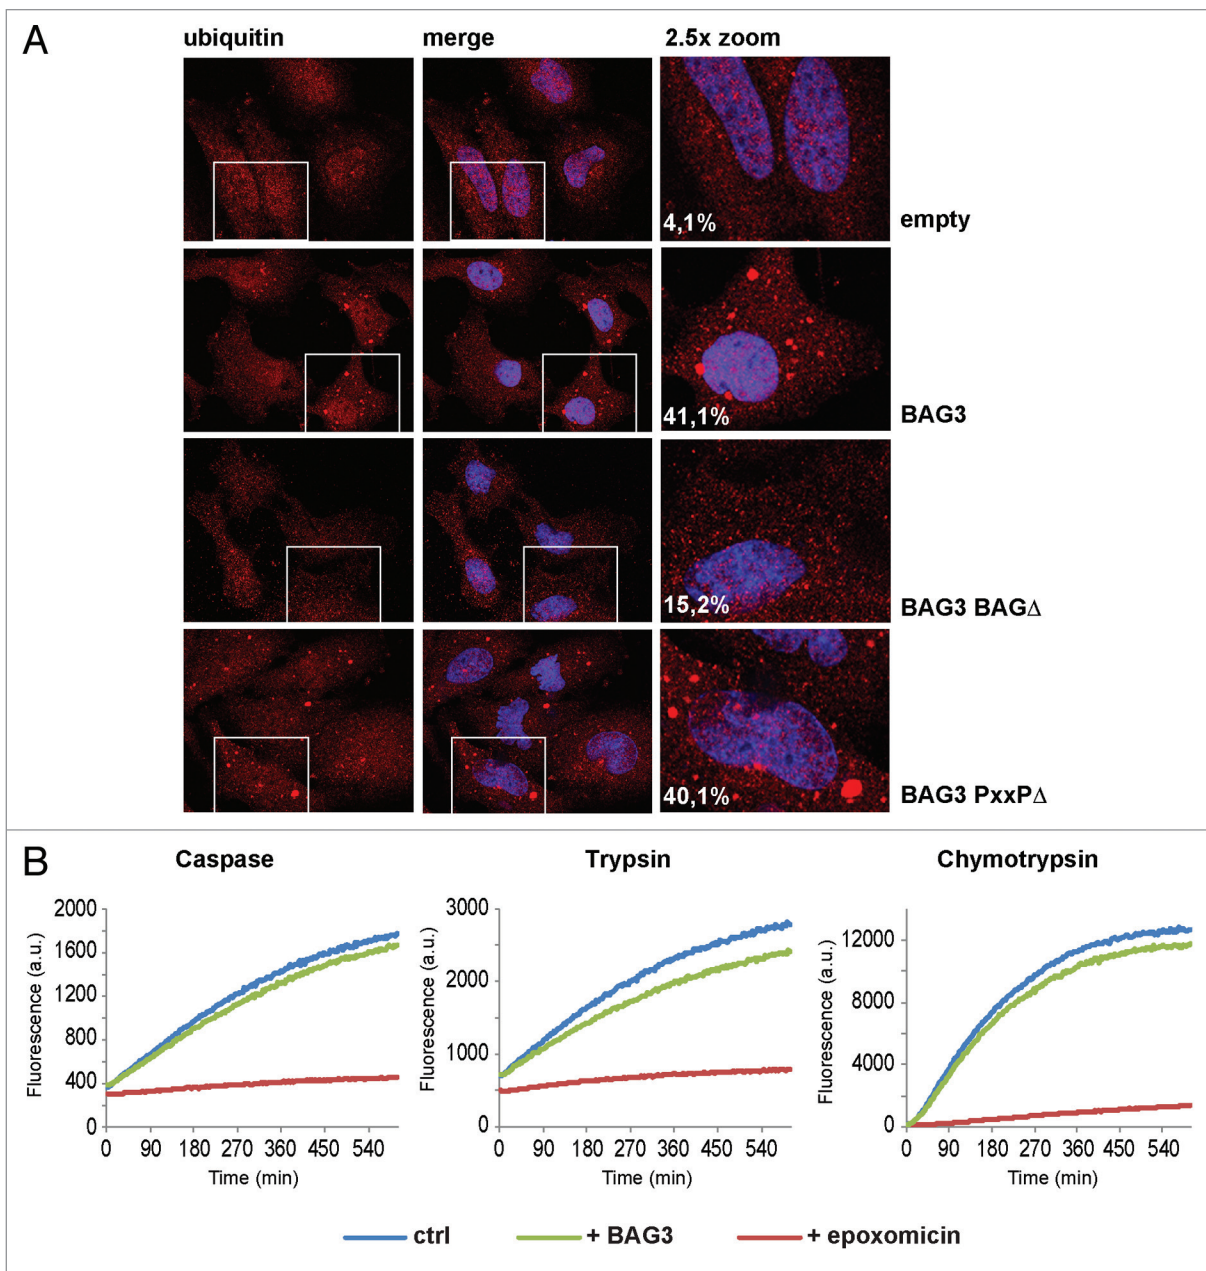 A
ubiquitin merge 2.5x zoom
4,1% empty
41,1% BAG3
15,2% BAG3 BAGΔ
40,1% BAG3 PxxPΔ
B
Caspase Trypsin Chymotrypsin
Fluorescence (a.u.)
2000
1600
1200
800
400
0
0 90 180 270 360 450 540
Time (min)
Fluorescence (a.u.)
3000
2000
1000
0
0 90 180 270 360 450 540
Time (min)
Fluorescence (a.u.)
12000
8000
4000
0
0 90 180 270 360 450 540
Time (min)
ctrl + BAG3 + epoxomicin